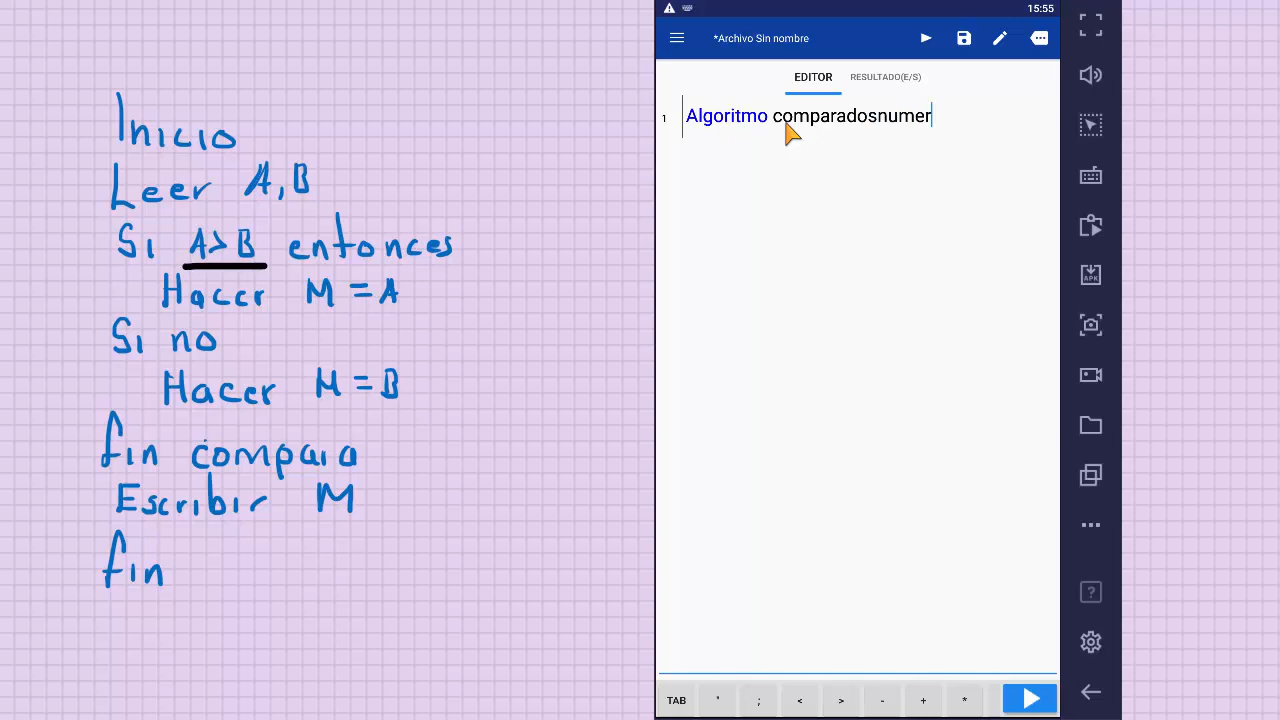 Inicio
Leer A,B
Si A>B entonces
Hacer M = A
Si no
Hacer M = B
fin compara
Escribir M
fin
15:55
*Archivo Sin nombre
EDITOR RESULTADO(E/S)
1 Algoritmo comparadosnumer
APK
?
TAB " ; < > - + *